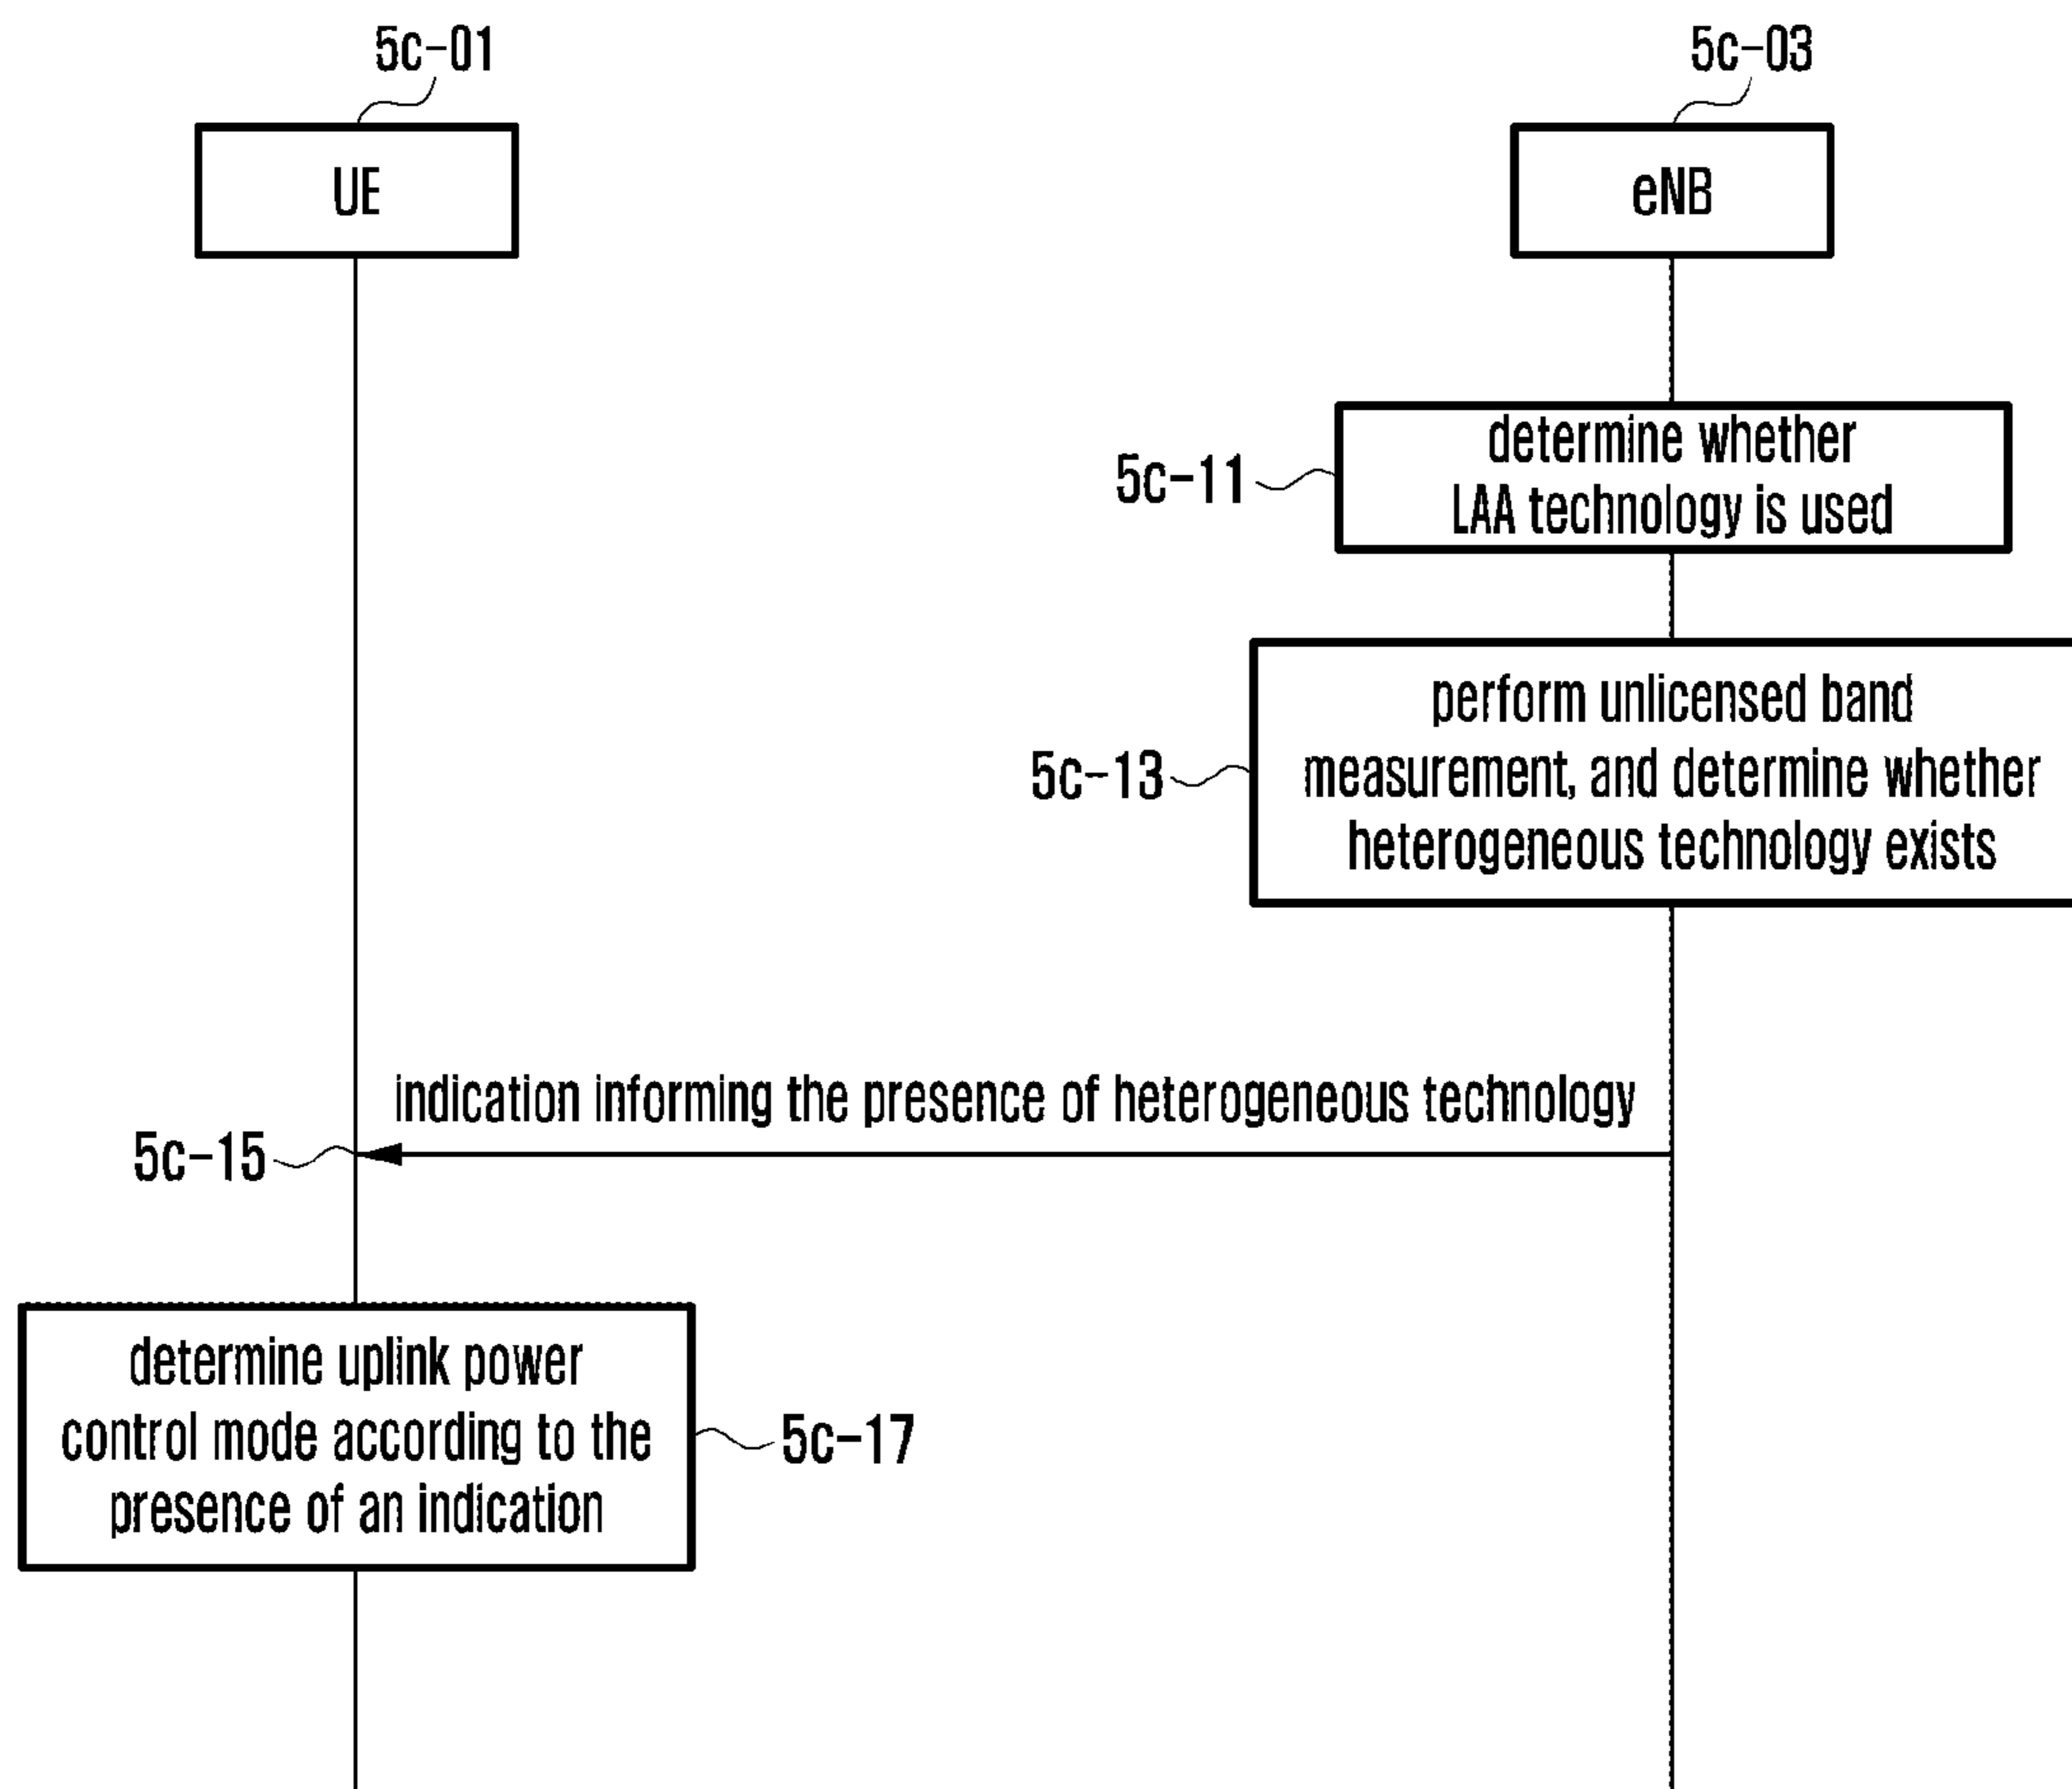 5c-01
5c-03
UE
eNB
determine whether
LAA technology is used
5c-11
perform unlicensed band
measurement, and determine whether
heterogeneous technology exists
5c-13
indication informing the presence of heterogeneous technology
5c-15
determine uplink power
control mode according to the
presence of an indication
5c-17